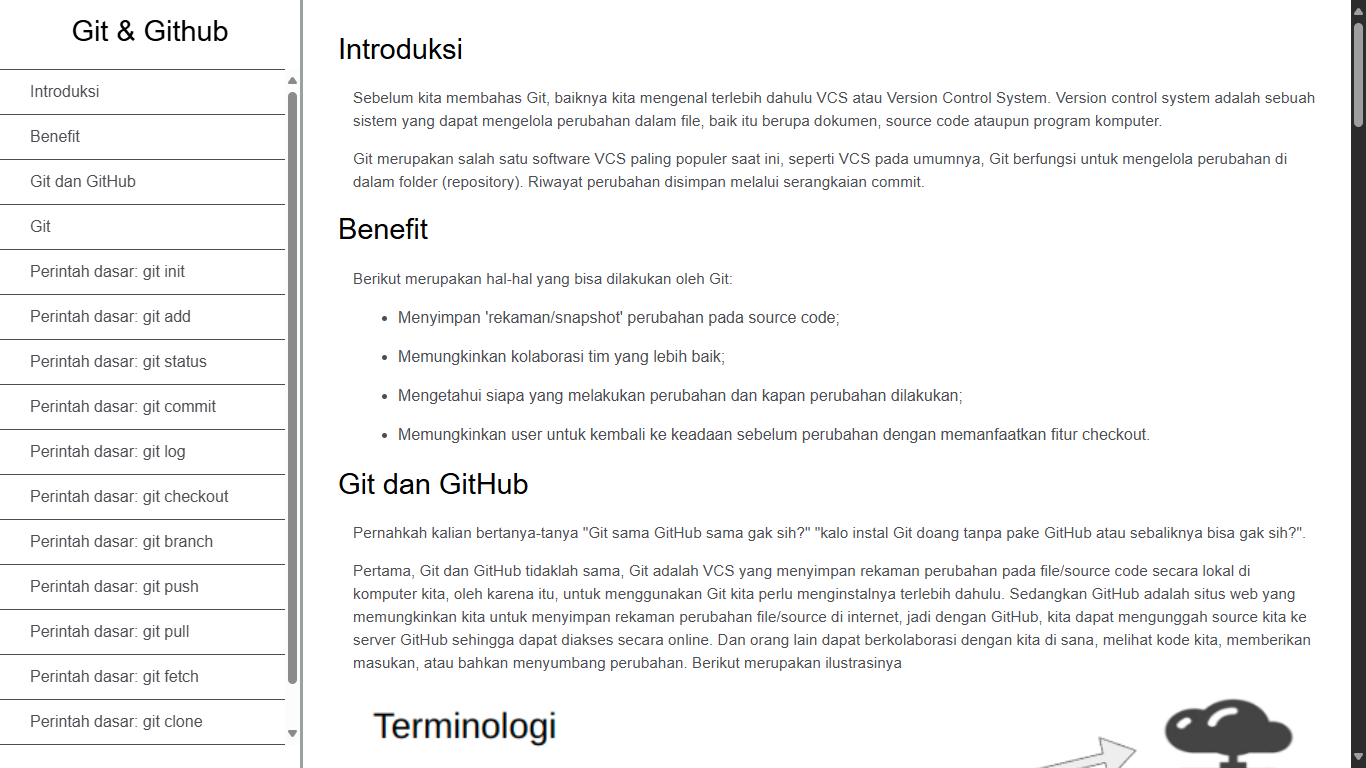 Git & Github
Introduksi
Benefit
Git dan GitHub
Git
Perintah dasar: git init
Perintah dasar: git add
Perintah dasar: git status
Perintah dasar: git commit
Perintah dasar: git log
Perintah dasar: git checkout
Perintah dasar: git branch
Perintah dasar: git push
Perintah dasar: git pull
Perintah dasar: git fetch
Perintah dasar: git clone
Introduksi
Sebelum kita membahas Git, baiknya kita mengenal terlebih dahulu VCS atau Version Control System. Version control system adalah sebuah
sistem yang dapat mengelola perubahan dalam file, baik itu berupa dokumen, source code ataupun program komputer.
Git merupakan salah satu software VCS paling populer saat ini, seperti VCS pada umumnya, Git berfungsi untuk mengelola perubahan di
dalam folder (repository). Riwayat perubahan disimpan melalui serangkaian commit.
Benefit
Berikut merupakan hal-hal yang bisa dilakukan oleh Git:
• Menyimpan 'rekaman/snapshot' perubahan pada source code;
• Memungkinkan kolaborasi tim yang lebih baik;
• Mengetahui siapa yang melakukan perubahan dan kapan perubahan dilakukan;
• Memungkinkan user untuk kembali ke keadaan sebelum perubahan dengan memanfaatkan fitur checkout.
Git dan GitHub
Pernahkah kalian bertanya-tanya "Git sama GitHub sama gak sih?" "kalo instal Git doang tanpa pake GitHub atau sebaliknya bisa gak sih?".
Pertama, Git dan GitHub tidaklah sama, Git adalah VCS yang menyimpan rekaman perubahan pada file/source code secara lokal di
komputer kita, oleh karena itu, untuk menggunakan Git kita perlu menginstalnya terlebih dahulu. Sedangkan GitHub adalah situs web yang
memungkinkan kita untuk menyimpan rekaman perubahan file/source di internet, jadi dengan GitHub, kita dapat mengunggah source kita ke
server GitHub sehingga dapat diakses secara online. Dan orang lain dapat berkolaborasi dengan kita di sana, melihat kode kita, memberikan
masukan, atau bahkan menyumbang perubahan. Berikut merupakan ilustrasinya
Terminologi